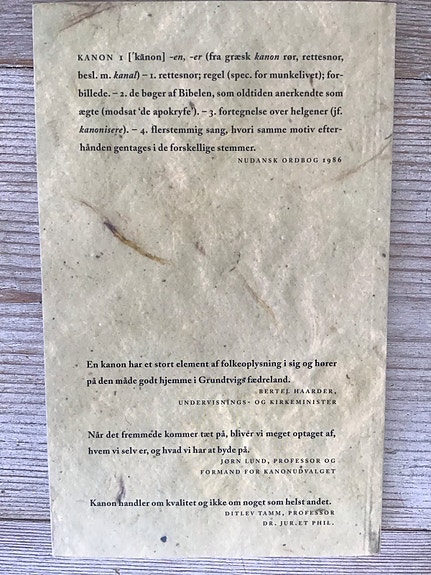 KANON 1 [ˈkānon] -en, -er (fra græsk kanon rør, rettesnor,
besl. m. kanal) – 1. rettesnor; regel (spec. for munkelivet); for-
billede. – 2. de bøger af Bibelen, som oldtiden anerkendte som
ægte (modsat 'de apokryfe'). – 3. fortegnelse over helgener (jf.
kanonisere). – 4. flerstemmig sang, hvori samme motiv efter-
hånden gentages i de forskellige stemmer.
NUDANSK ORDBOG 1986
En kanon har et stort element af folkeoplysning i sig og hører
på den måde godt hjemme i Grundtvigs fædreland.
BERTEL HAARDER,
UNDERVISNINGS- OG KIRKEMINISTER
Når det fremmede kommer tæt på, bliver vi meget optaget af,
hvem vi selv er, og hvad vi har at byde på.
JØRN LUND, PROFESSOR OG
FORMAND FOR KANONUDVALGET
Kanon handler om kvalitet og ikke om noget som helst andet.
DITLEV TAMM, PROFESSOR
DR. JUR.ET PHIL.